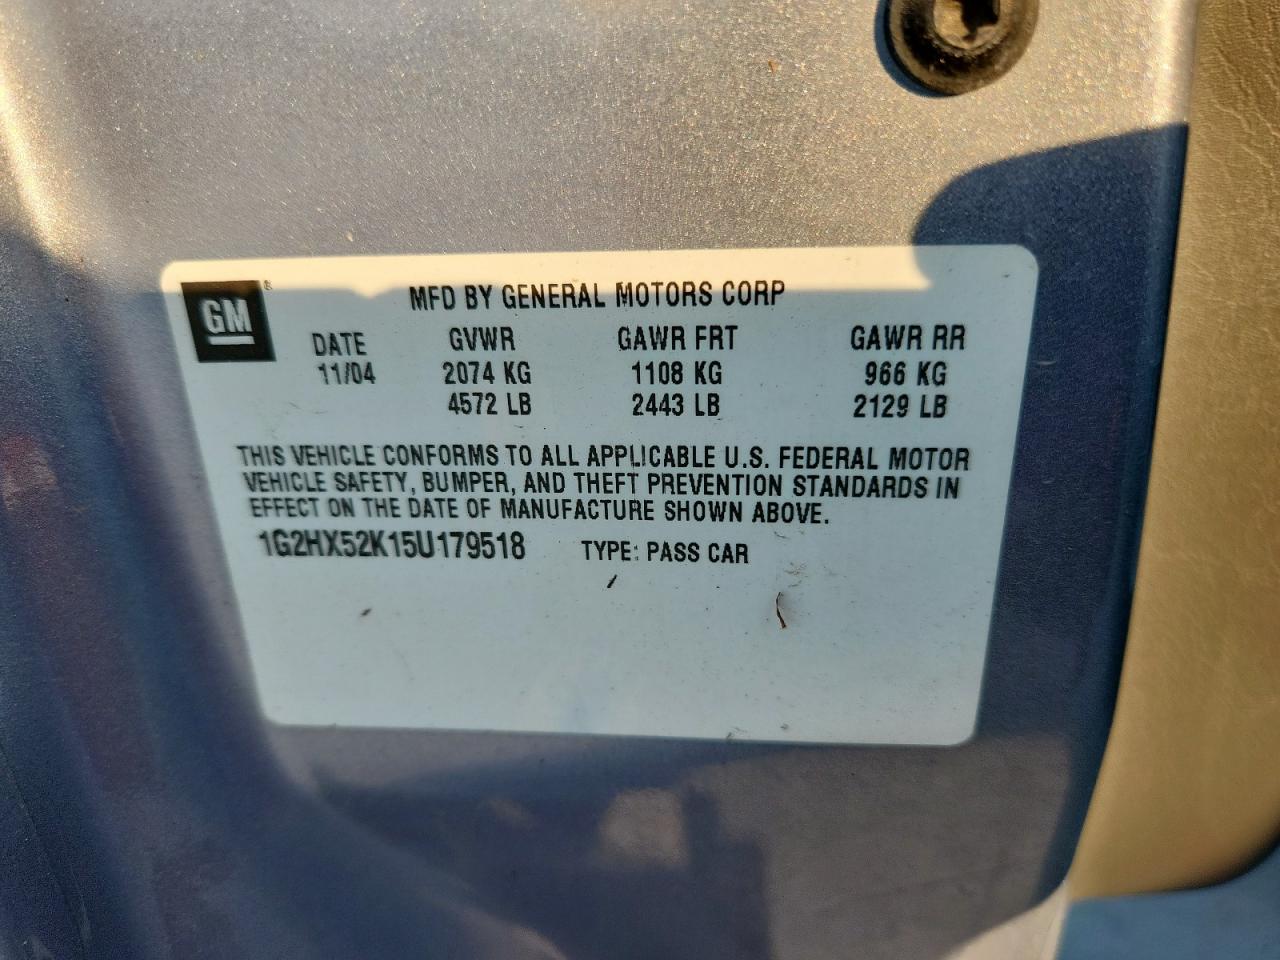 GM ®
MFD BY GENERAL MOTORS CORP
DATE GVWR GAWR FRT GAWR RR
11/04 2074 KG 1108 KG 966 KG
4572 LB 2443 LB 2129 LB
THIS VEHICLE CONFORMS TO ALL APPLICABLE U.S. FEDERAL MOTOR
VEHICLE SAFETY, BUMPER, AND THEFT PREVENTION STANDARDS IN
EFFECT ON THE DATE OF MANUFACTURE SHOWN ABOVE.
1G2HX52K15U179518 TYPE: PASS CAR